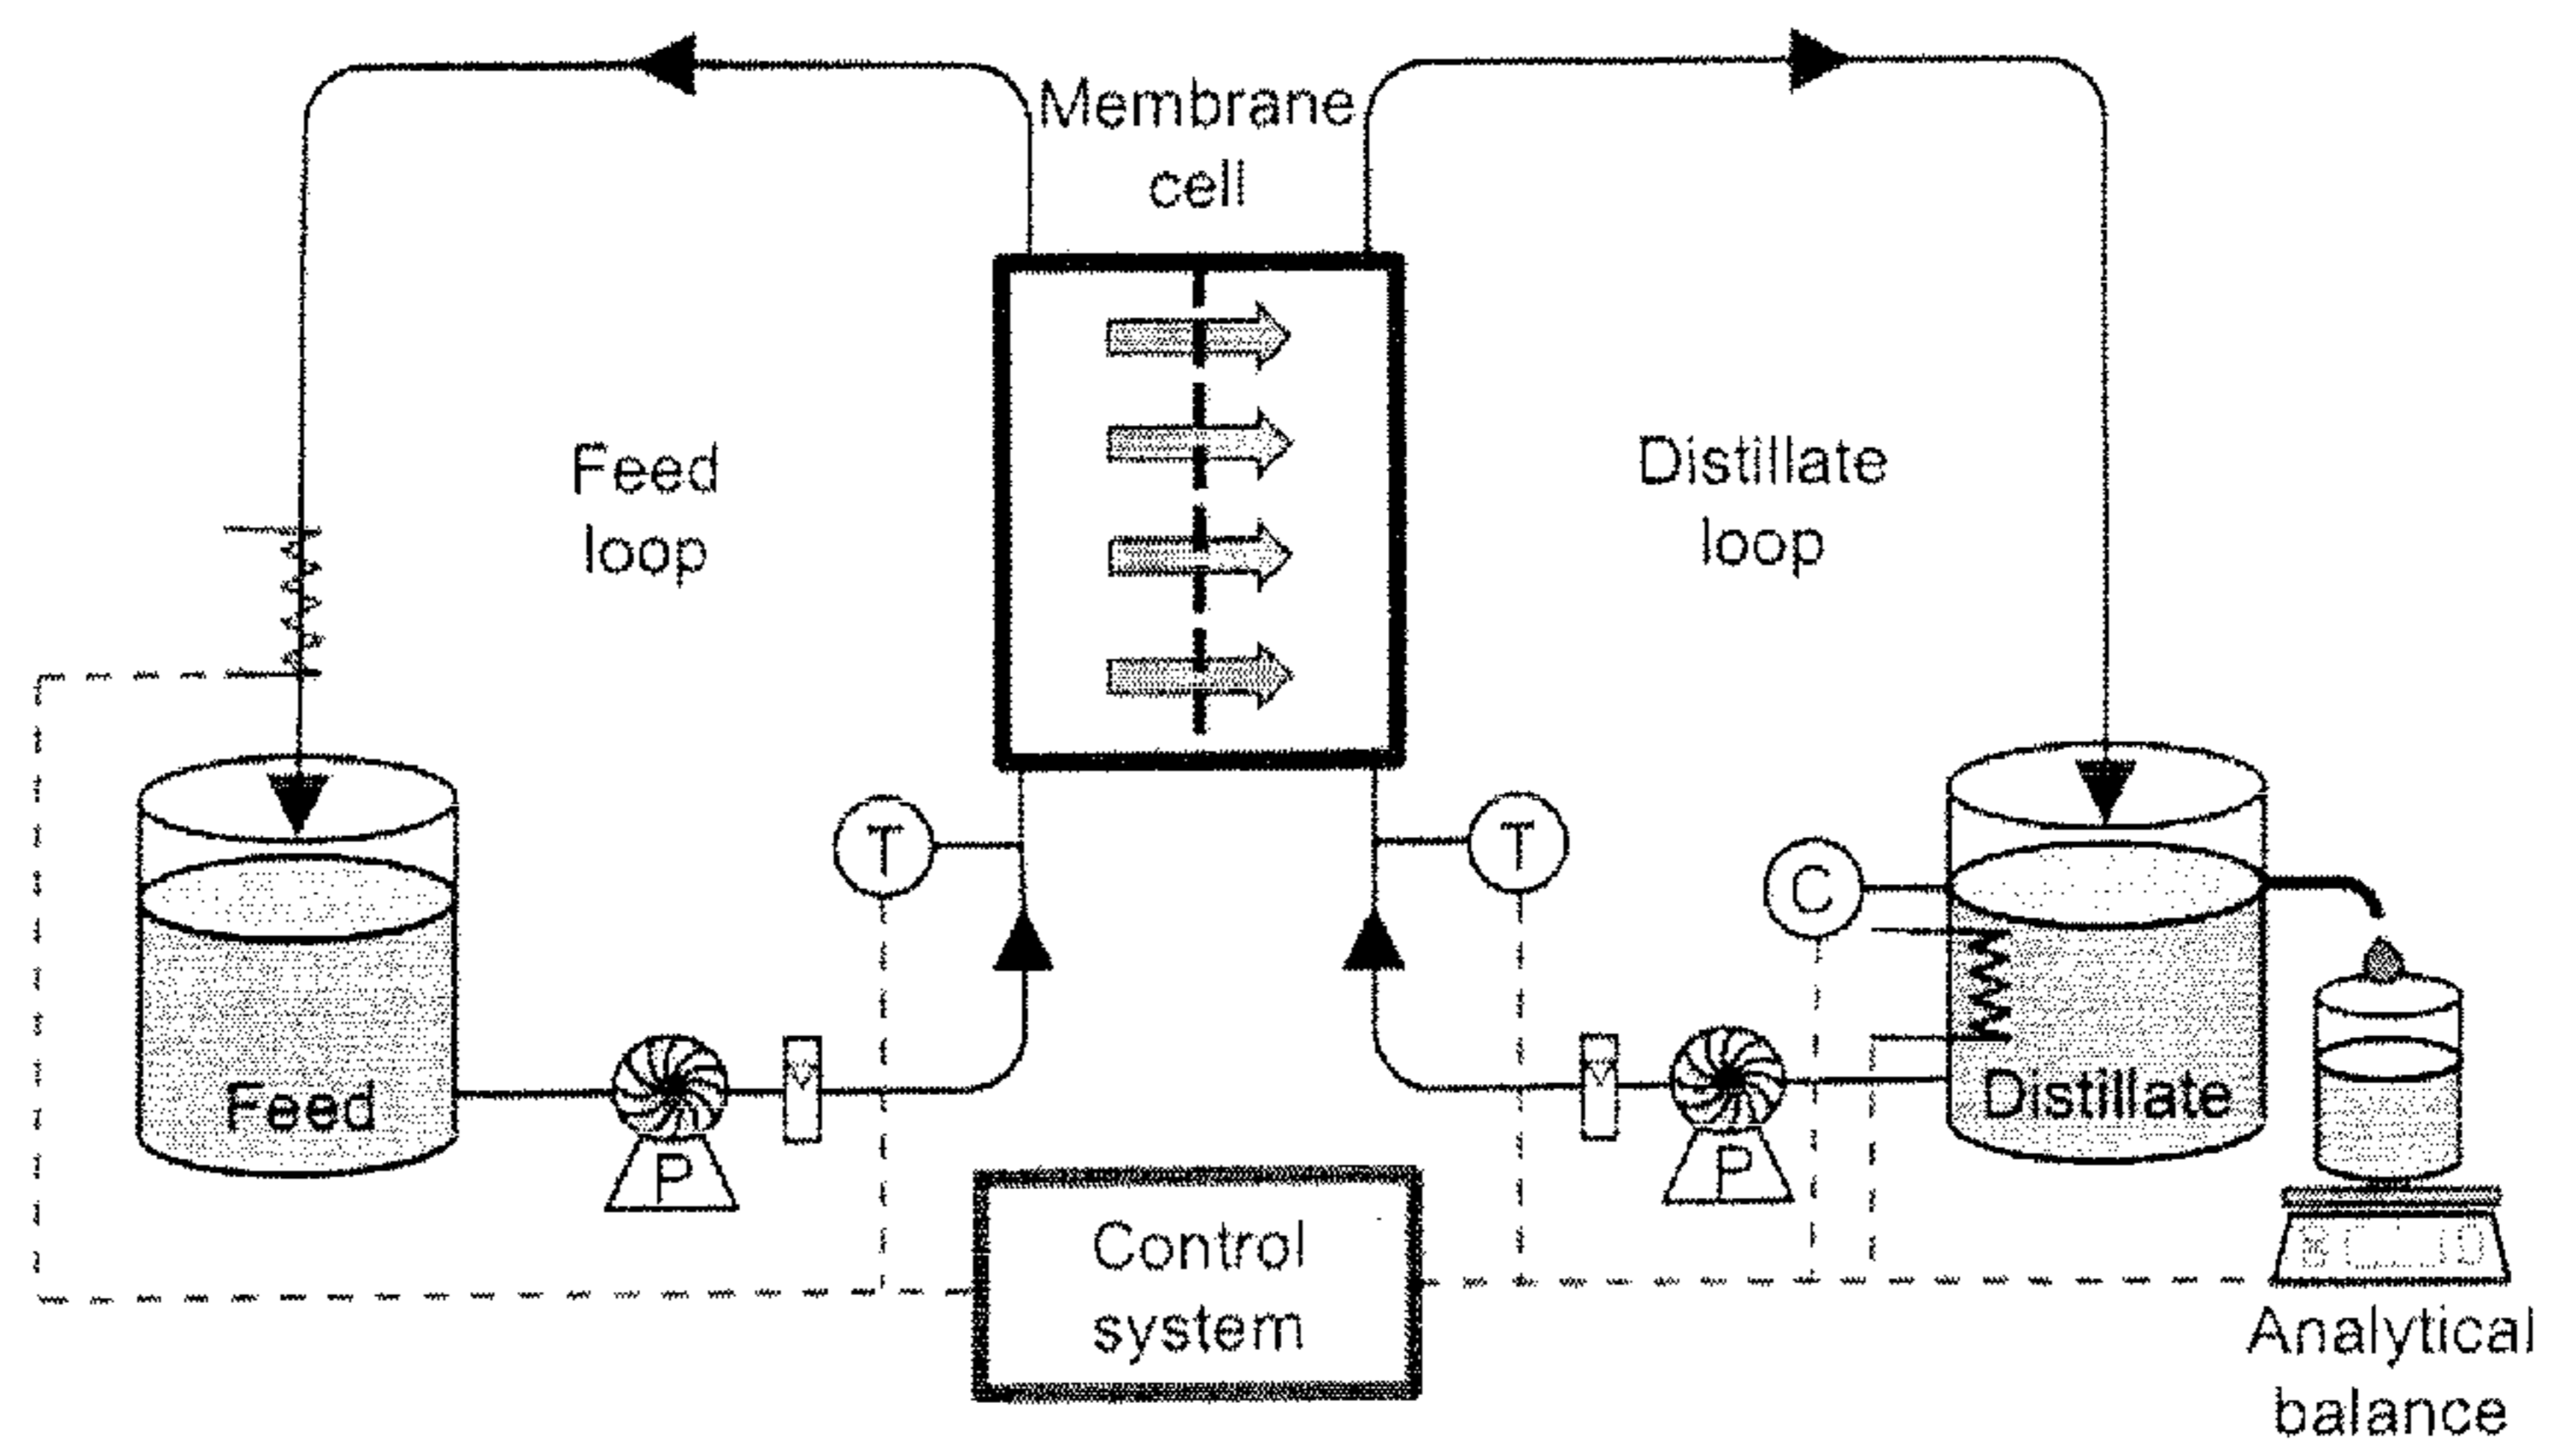 Membrane
cell
Feed
loop
Distillate
loop
T
T
C
Feed
P
P
Distillate
Control
system
Analytical
balance